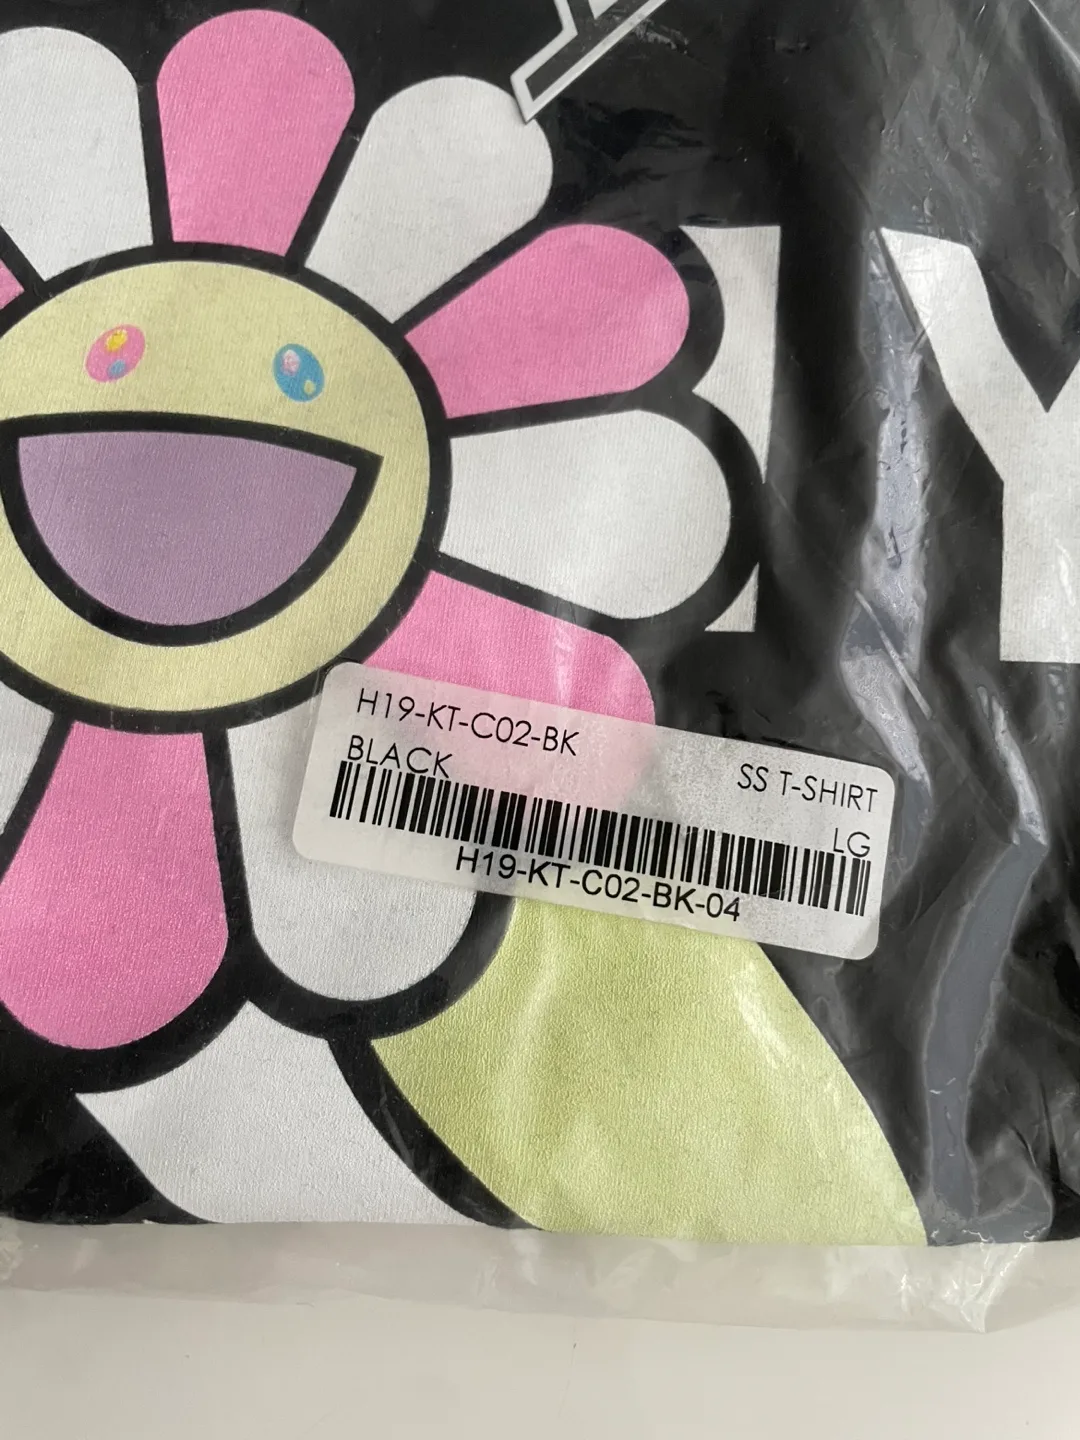 Y
H19-KT-C02-BK
BLACK
SS T-SHIRT
LG
H19-KT-C02-BK-04